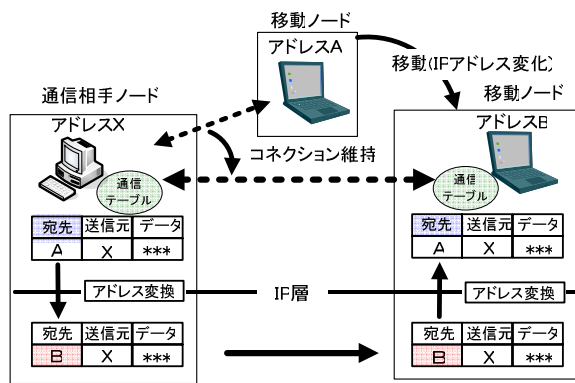 移動ノード
アドレスA
移動(IPアドレス変化)
移動ノード
通信相手ノード
アドレスX
アドレスB
コネクション維持
通信
テーブル
通信
テーブル
宛先 送信元 データ
A X ***
宛先 送信元 データ
A X ***
アドレス変換
IP層
アドレス変換
宛先 送信元 データ
B X ***
宛先 送信元 データ
B X ***